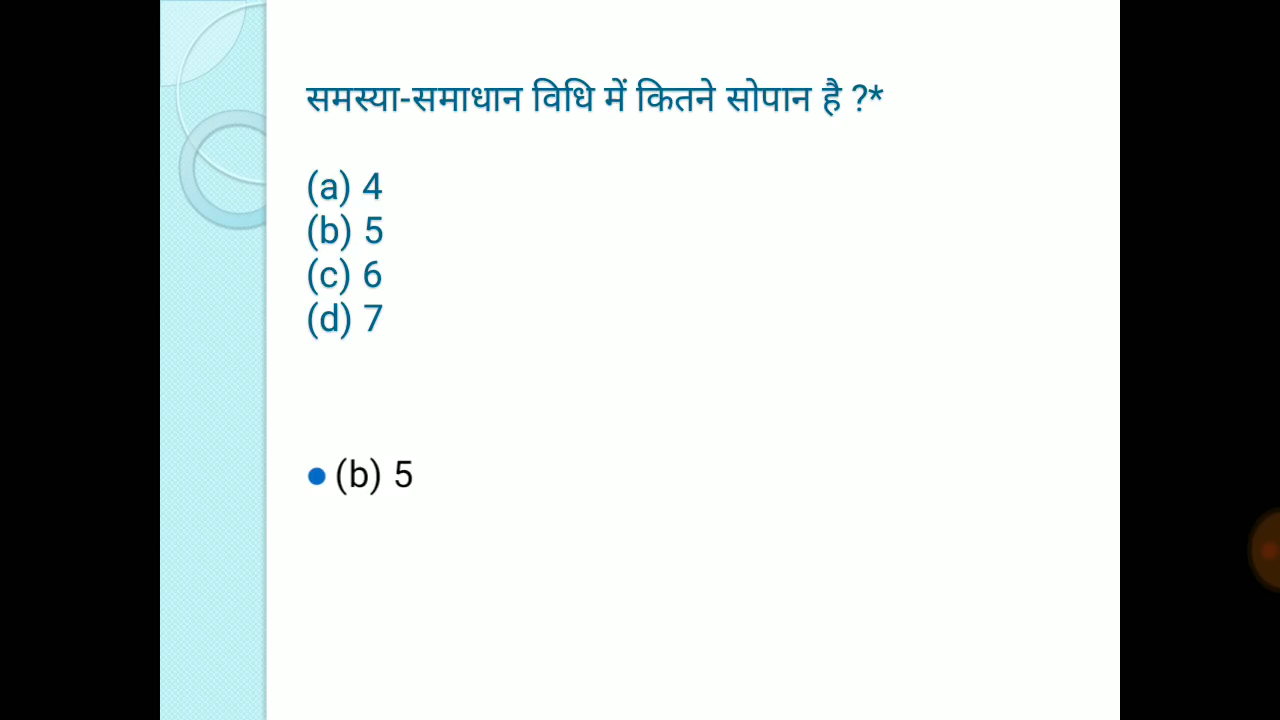 समस्या-समाधान विधि में कितने सोपान है ?*
(a) 4
(b) 5
(c) 6
(d) 7
(b) 5